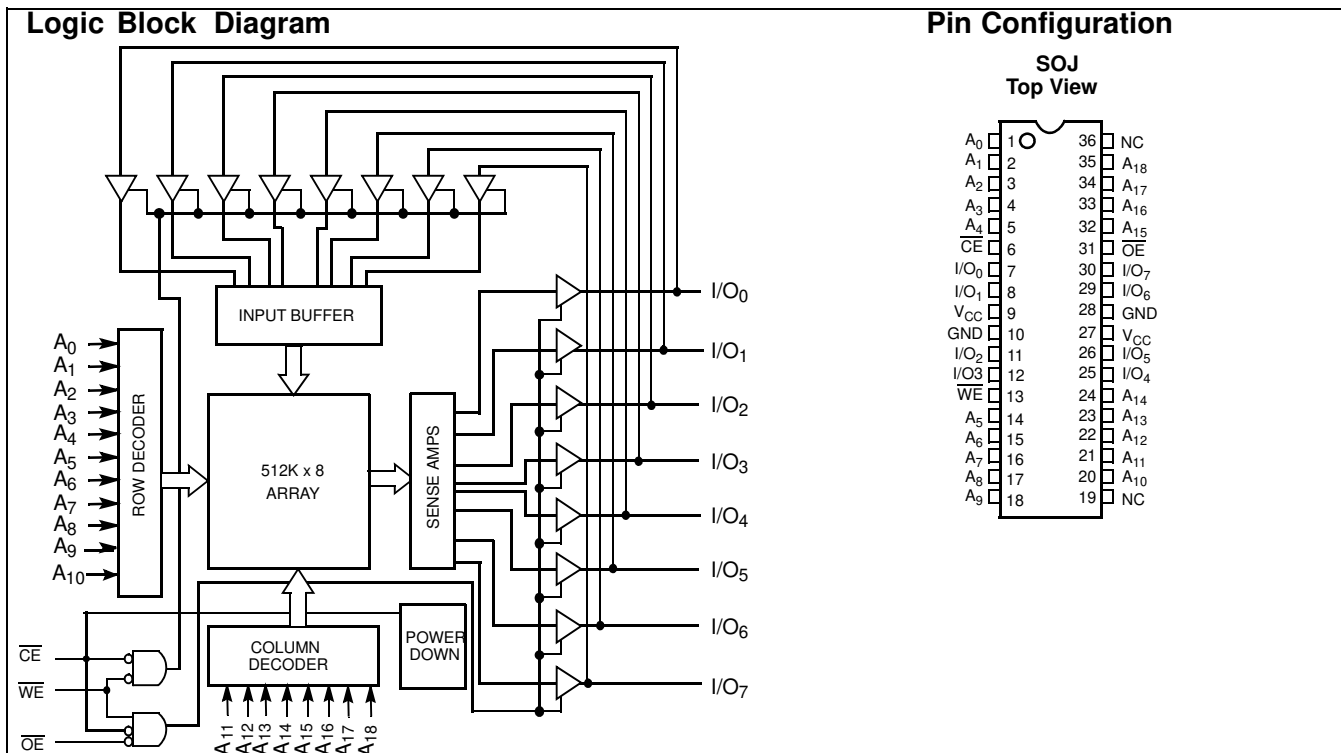 Logic Block Diagram
INPUT BUFFER
A0
A1
A2
A3
A4
A5
A6
A7
A8
A9
A10
ROW DECODER
512K x 8
ARRAY
SENSE AMPS
COLUMN
DECODER
POWER
DOWN
CE
WE
OE
A11
A12
A13
A14
A15
A16
A17
A18
I/O0
I/O1
I/O2
I/O3
I/O4
I/O5
I/O6
I/O7
Pin Configuration
SOJ
Top View
A0 1 36 NC
A1 2 35 A18
A2 3 34 A17
A3 4 33 A16
A4 5 32 A15
CE 6 31 OE
I/O0 7 30 I/O7
I/O1 8 29 I/O6
VCC 9 28 GND
GND 10 27 VCC
I/O2 11 26 I/O5
I/O3 12 25 I/O4
WE 13 24 A14
A5 14 23 A13
A6 15 22 A12
A7 16 21 A11
A8 17 20 A10
A9 18 19 NC